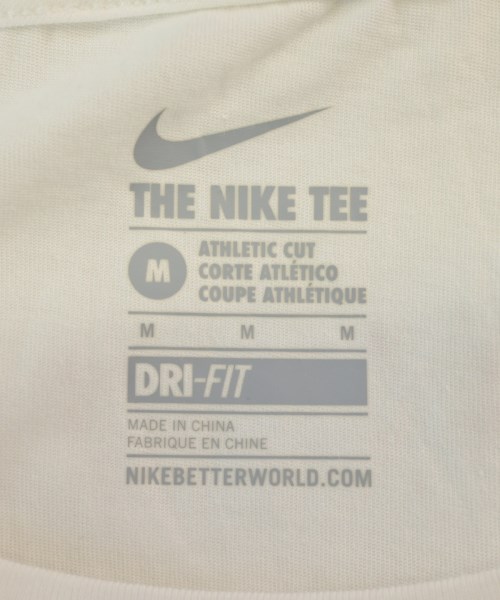 THE NIKE TEE
M
ATHLETIC CUT
CORTE ATLÉTICO
COUPE ATHLÉTIQUE
M M M
DRI-FIT
MADE IN CHINA
FABRIQUE EN CHINE
NIKEBETTERWORLD.COM